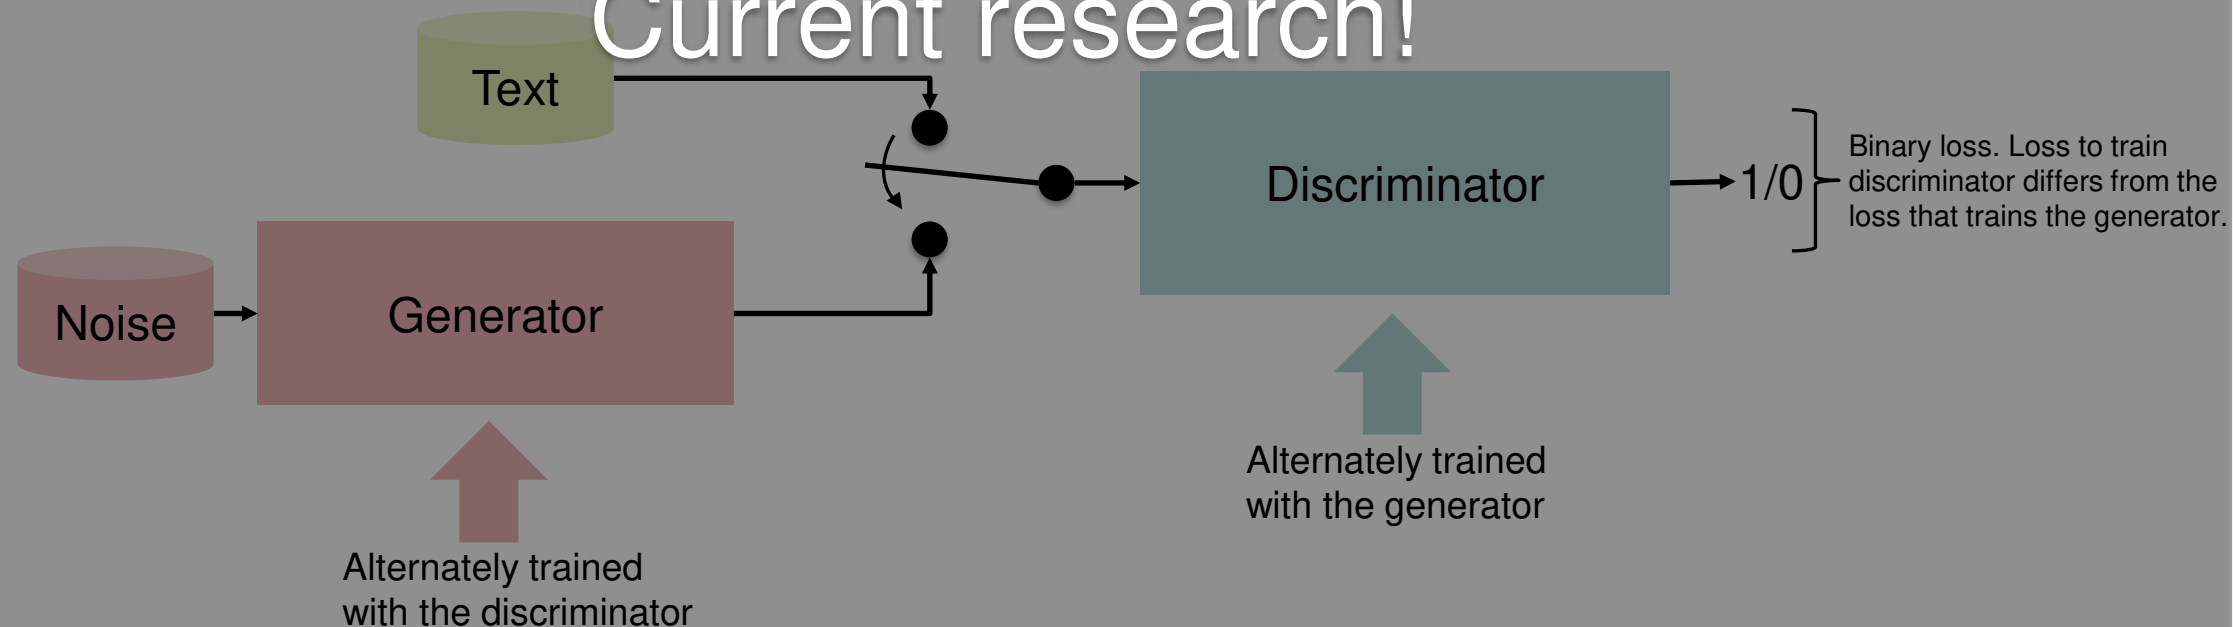 Current research!
Text
Discriminator
1/0
Binary loss. Loss to train
discriminator differs from the
loss that trains the generator.
Noise
Generator
Alternately trained
with the generator
Alternately trained
with the discriminator